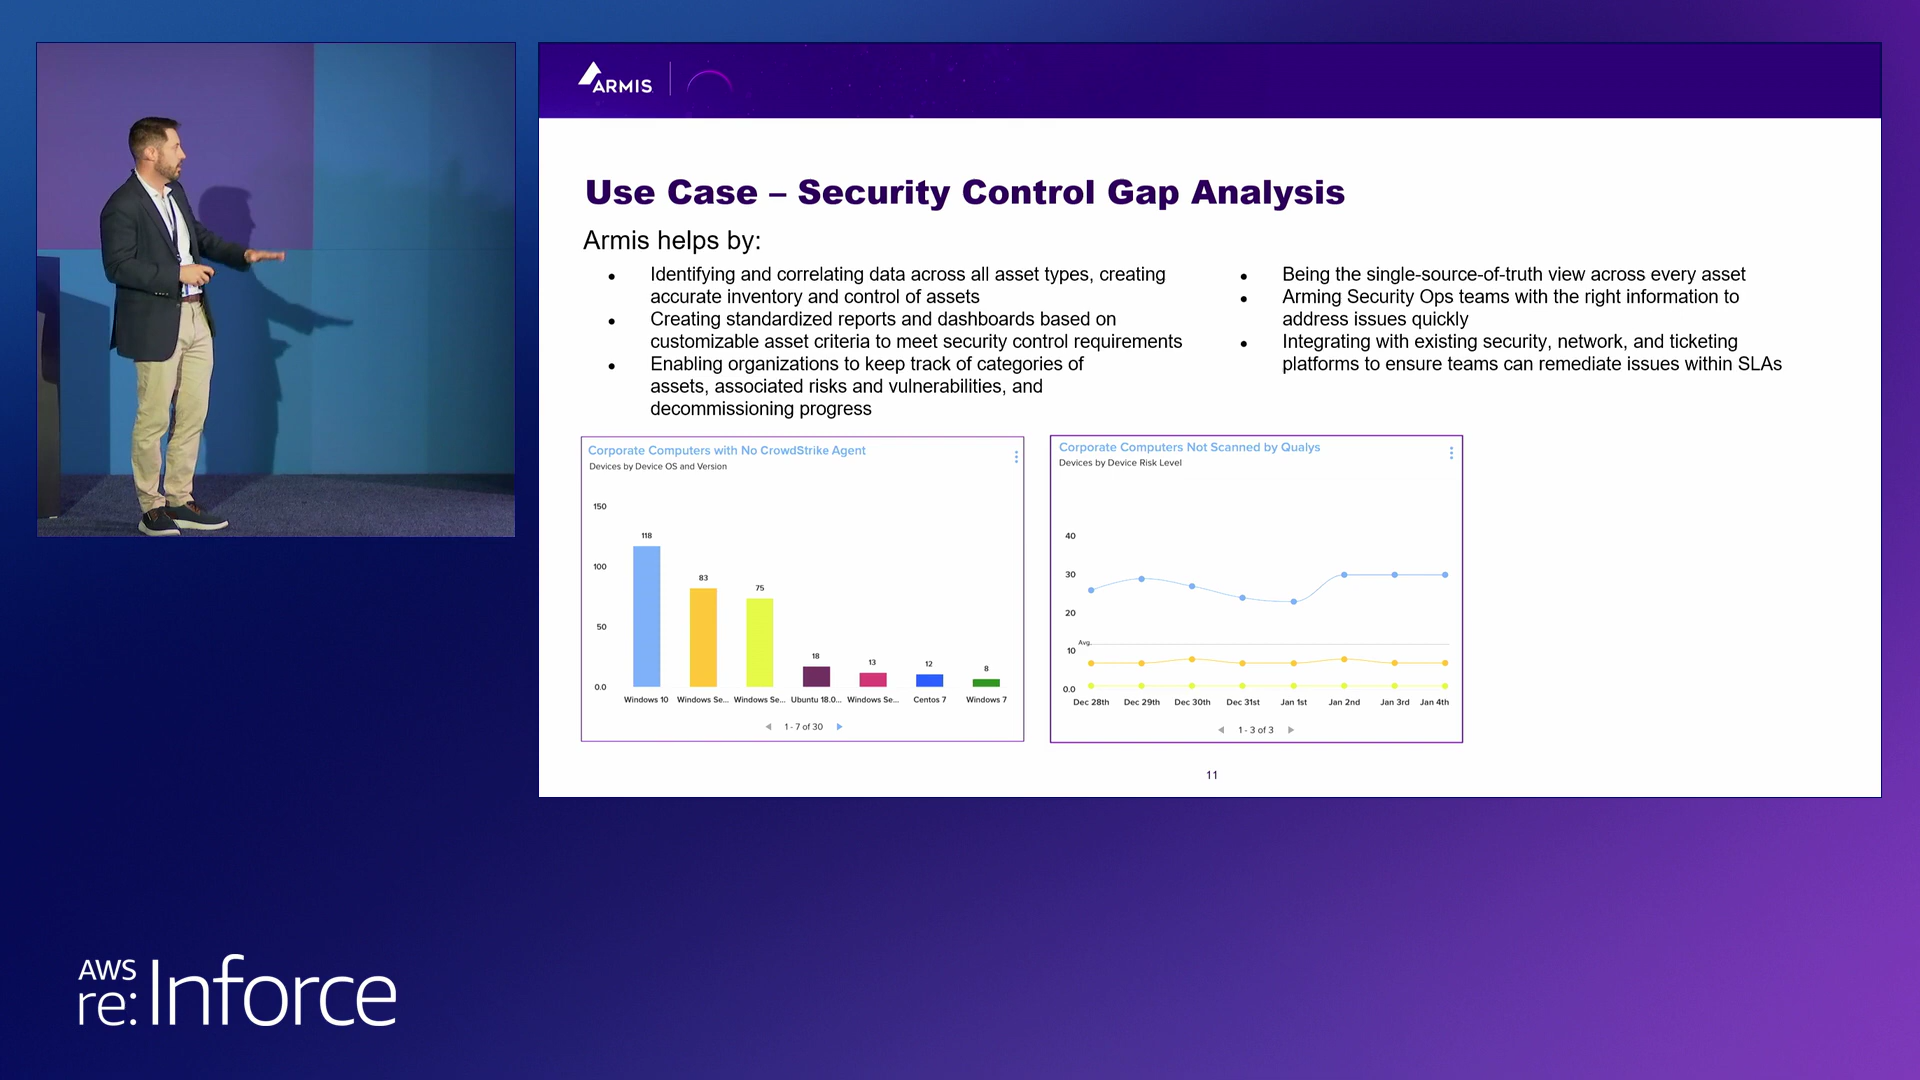 ARMIS
Use Case – Security Control Gap Analysis
Armis helps by:
• Identifying and correlating data across all asset types, creating
accurate inventory and control of assets
• Creating standardized reports and dashboards based on
customizable asset criteria to meet security control requirements
• Enabling organizations to keep track of categories of
assets, associated risks and vulnerabilities, and
decommissioning progress
• Being the single-source-of-truth view across every asset
• Arming Security Ops teams with the right information to
address issues quickly
• Integrating with existing security, network, and ticketing
platforms to ensure teams can remediate issues within SLAs
Corporate Computers with No CrowdStrike Agent
Devices by Device OS and Version
150
100
50
0.0
118
83
75
18
13
12
8
Windows 10 Windows Se... Windows Se... Ubuntu 18.0... Windows Se... Centos 7 Windows 7
1 - 7 of 30
Corporate Computers Not Scanned by Qualys
Devices by Device Risk Level
40
30
20
Avg.
10
0.0
Dec 28th Dec 29th Dec 30th Dec 31st Jan 1st Jan 2nd Jan 3rd Jan 4th
1 - 3 of 3
11
AWS
re:Inforce